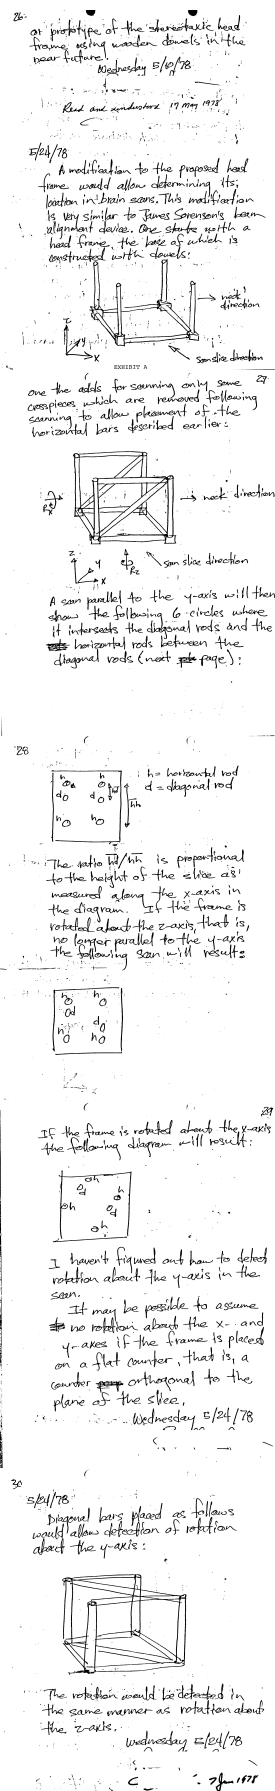 26
or prototype of the stereotaxic head
frame using wooden dowels in the
near future.
Wednesday 5/10/78
Read and understood 17 May 1978
5/24/78
A modification to the proposed head
frame would allow determining its
location in brain scans. This modification
is very similar to James Sorenson's beam
alignment device. One starts with a
head frame, the base of which is
constructed with dowels:
z
y
x
→ neck direction
scan slice direction
EXHIBIT A
27
One the adds for scanning only some
crosspieces which are removed following
scanning to allow placement of the
horizontal bars described earlier:
Rx
→ neck direction
z
y
x
Rz
scan slice direction
A scan parallel to the y-axis will then
show the following 6 circles where
it intersects the diagonal rods and the
horizontal rods between the
diagonal rods (next page):
28
h h
d d hd hh
h h
h = horizontal rod
d = diagonal rod
The ratio hd/hh is proportional
to the height of the slice as
measured along the x-axis in
the diagram. If the frame is
rotated about the z-axis, that is,
no longer parallel to the y-axis
the following scan will result:
h h
d
h d
h
29
If the frame is rotated about the x-axis
the following diagram will result:
h
d h
h d
h
I haven't figured out how to detect
rotation about the y-axis in the
scan.
It may be possible to assume
no rotation about the x- and
y-axes if the frame is placed
on a flat counter, that is, a
counter orthogonal to the
plane of the slice.
Wednesday 5/24/78
30
5/24/78
Diagonal bars placed as follows
would allow detection of rotation
about the y-axis:
The rotation would be detected in
the same manner as rotation about
the z-axis.
Wednesday 5/24/78
7 Jun 1978